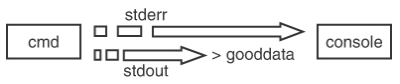 stderr
cmd
console
> gooddata
stdout